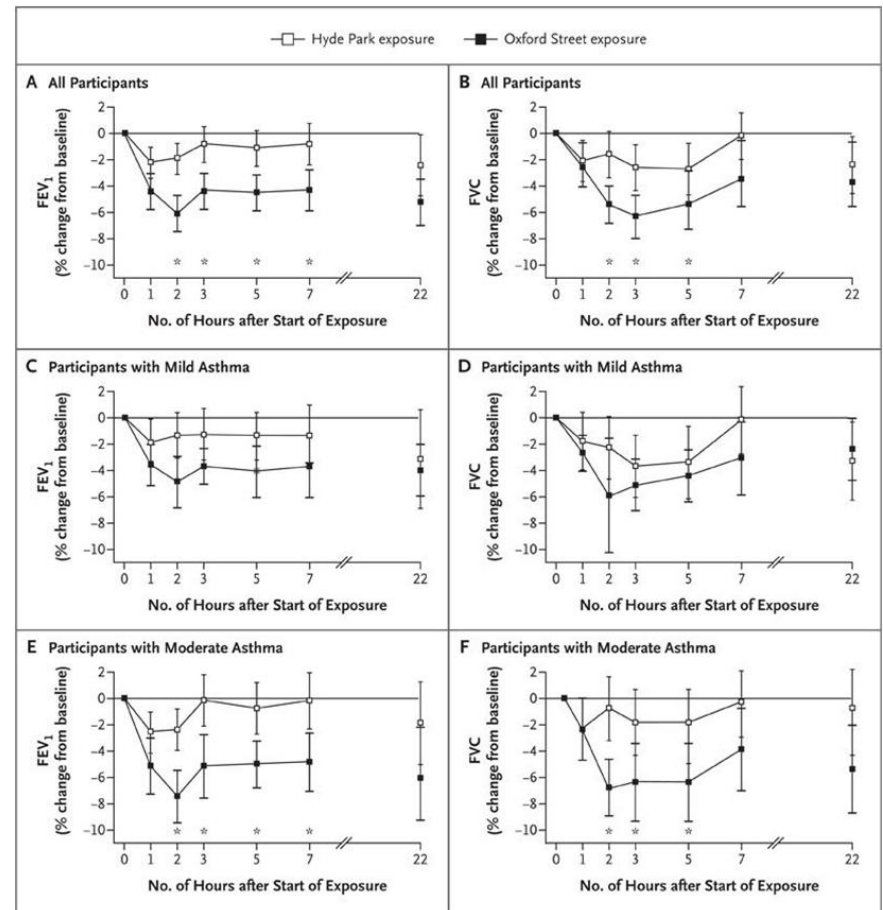 Hyde Park exposure Oxford Street exposure
A All Participants
FEV1
(% change from baseline)
2
0
−2
−4
−6
−8
−10
☆ ☆ ☆ ☆
0 1 2 3 5 7 22
No. of Hours after Start of Exposure
B All Participants
FVC
(% change from baseline)
2
0
−2
−4
−6
−8
−10
☆ ☆ ☆
0 1 2 3 5 7 22
No. of Hours after Start of Exposure
C Participants with Mild Asthma
FEV1
(% change from baseline)
2
0
−2
−4
−6
−8
−10
0 1 2 3 5 7 22
No. of Hours after Start of Exposure
D Participants with Mild Asthma
FVC
(% change from baseline)
2
0
−2
−4
−6
−8
−10
0 1 2 3 5 7 22
No. of Hours after Start of Exposure
E Participants with Moderate Asthma
FEV1
(% change from baseline)
2
0
−2
−4
−6
−8
−10
☆ ☆ ☆ ☆
0 1 2 3 5 7 22
No. of Hours after Start of Exposure
F Participants with Moderate Asthma
FVC
(% change from baseline)
2
0
−2
−4
−6
−8
−10
☆ ☆ ☆
0 1 2 3 5 7 22
No. of Hours after Start of Exposure